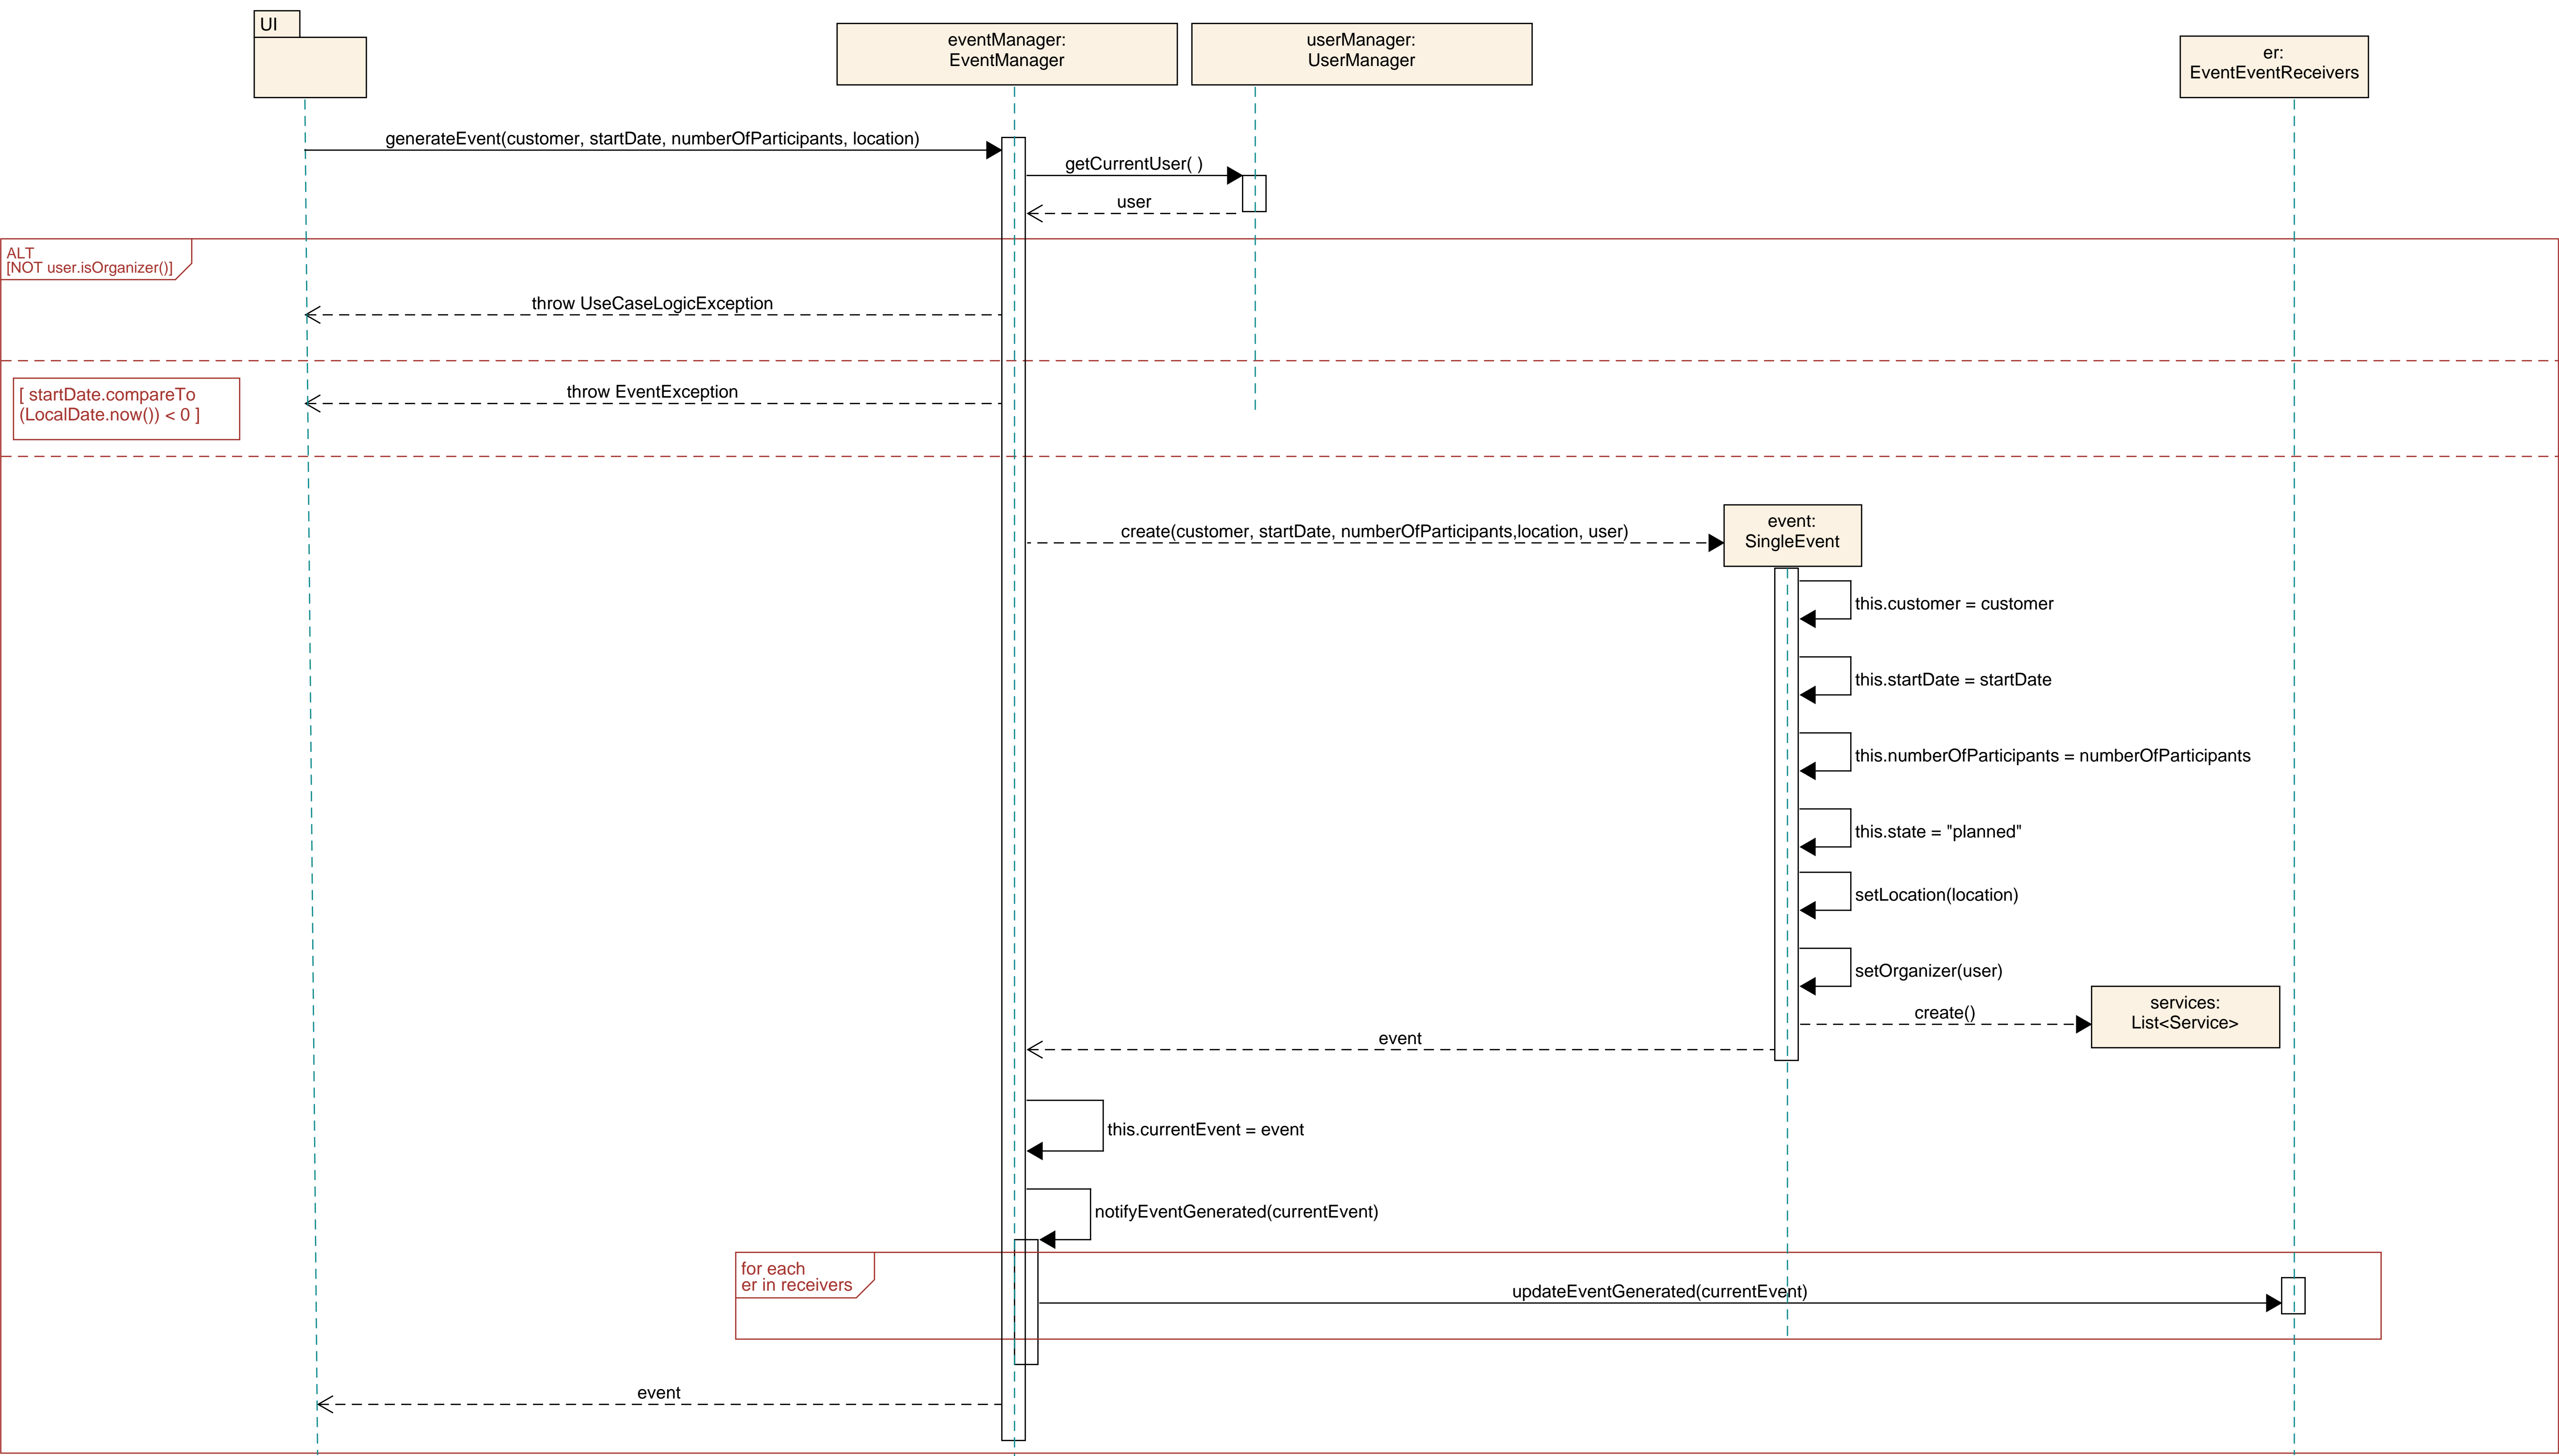 UI
eventManager:
EventManager
userManager:
UserManager
er:
EventEventReceivers
generateEvent(customer, startDate, numberOfParticipants, location)
getCurrentUser( )
user
ALT
[NOT user.isOrganizer()]
throw UseCaseLogicException
[ startDate.compareTo
(LocalDate.now()) < 0 ]
throw EventException
create(customer, startDate, numberOfParticipants,location, user)
event:
SingleEvent
this.customer = customer
this.startDate = startDate
this.numberOfParticipants = numberOfParticipants
this.state = "planned"
setLocation(location)
setOrganizer(user)
create()
services:
List<Service>
event
this.currentEvent = event
notifyEventGenerated(currentEvent)
for each
er in receivers
updateEventGenerated(currentEvent)
event